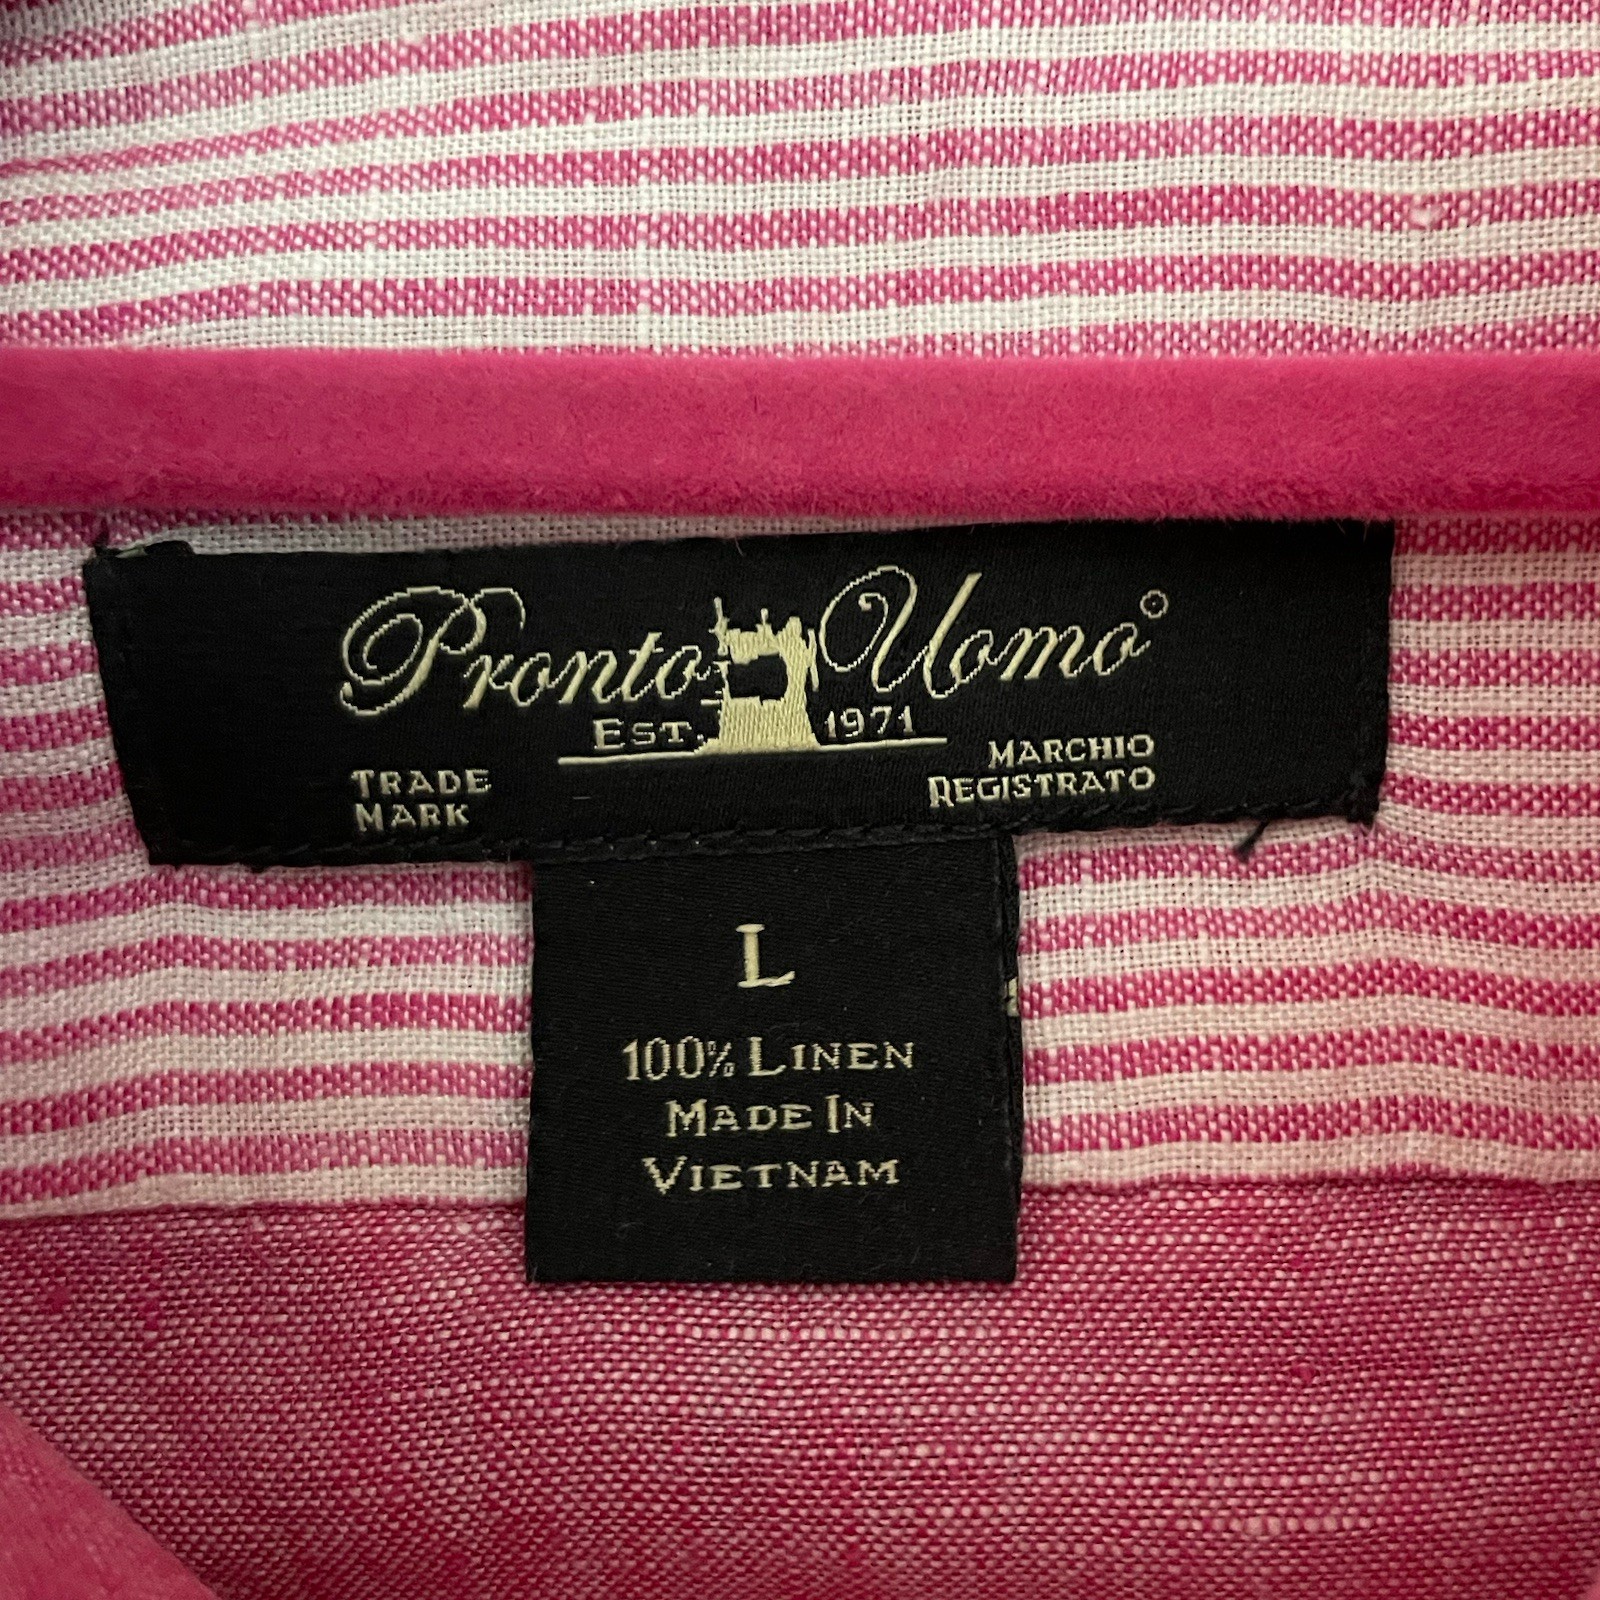 Pronto Uomo®
EST. 1971
TRADE
MARK
MARCHIO
REGISTRATO
L
100% LINEN
MADE IN
VIETNAM